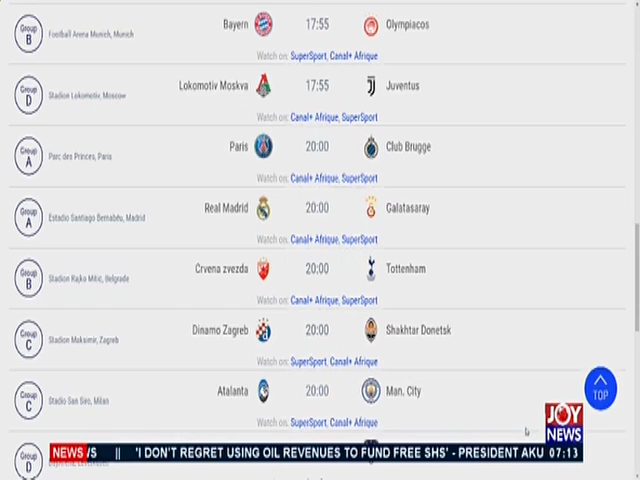 Group B
Football Arena Munich, Munich
Bayern 17:55 Olympiacos
Watch on: SuperSport, Canal+ Afrique
Group D
Stadion Lokomotiv, Moscow
Lokomotiv Moskva 17:55 Juventus
Watch on: Canal+ Afrique, SuperSport
Group A
Parc des Princes, Paris
Paris 20:00 Club Brugge
Watch on: Canal+ Afrique, SuperSport
Group A
Estadio Santiago Bernabéu, Madrid
Real Madrid 20:00 Galatasaray
Watch on: Canal+ Afrique, SuperSport
Group B
Stadion Rajko Mitić, Belgrade
Crvena zvezda 20:00 Tottenham
Watch on: Canal+ Afrique, SuperSport
Group C
Stadion Maksimir, Zagreb
Dinamo Zagreb 20:00 Shakhtar Donetsk
Watch on: SuperSport, Canal+ Afrique
Group C
Stadio San Siro, Milan
Atalanta 20:00 Man. City
Watch on: SuperSport, Canal+ Afrique
TOP
Group D
JOY
NEWS
NEWS 'S || 'I DON'T REGRET USING OIL REVENUES TO FUND FREE SHS' - PRESIDENT AKU 07:13